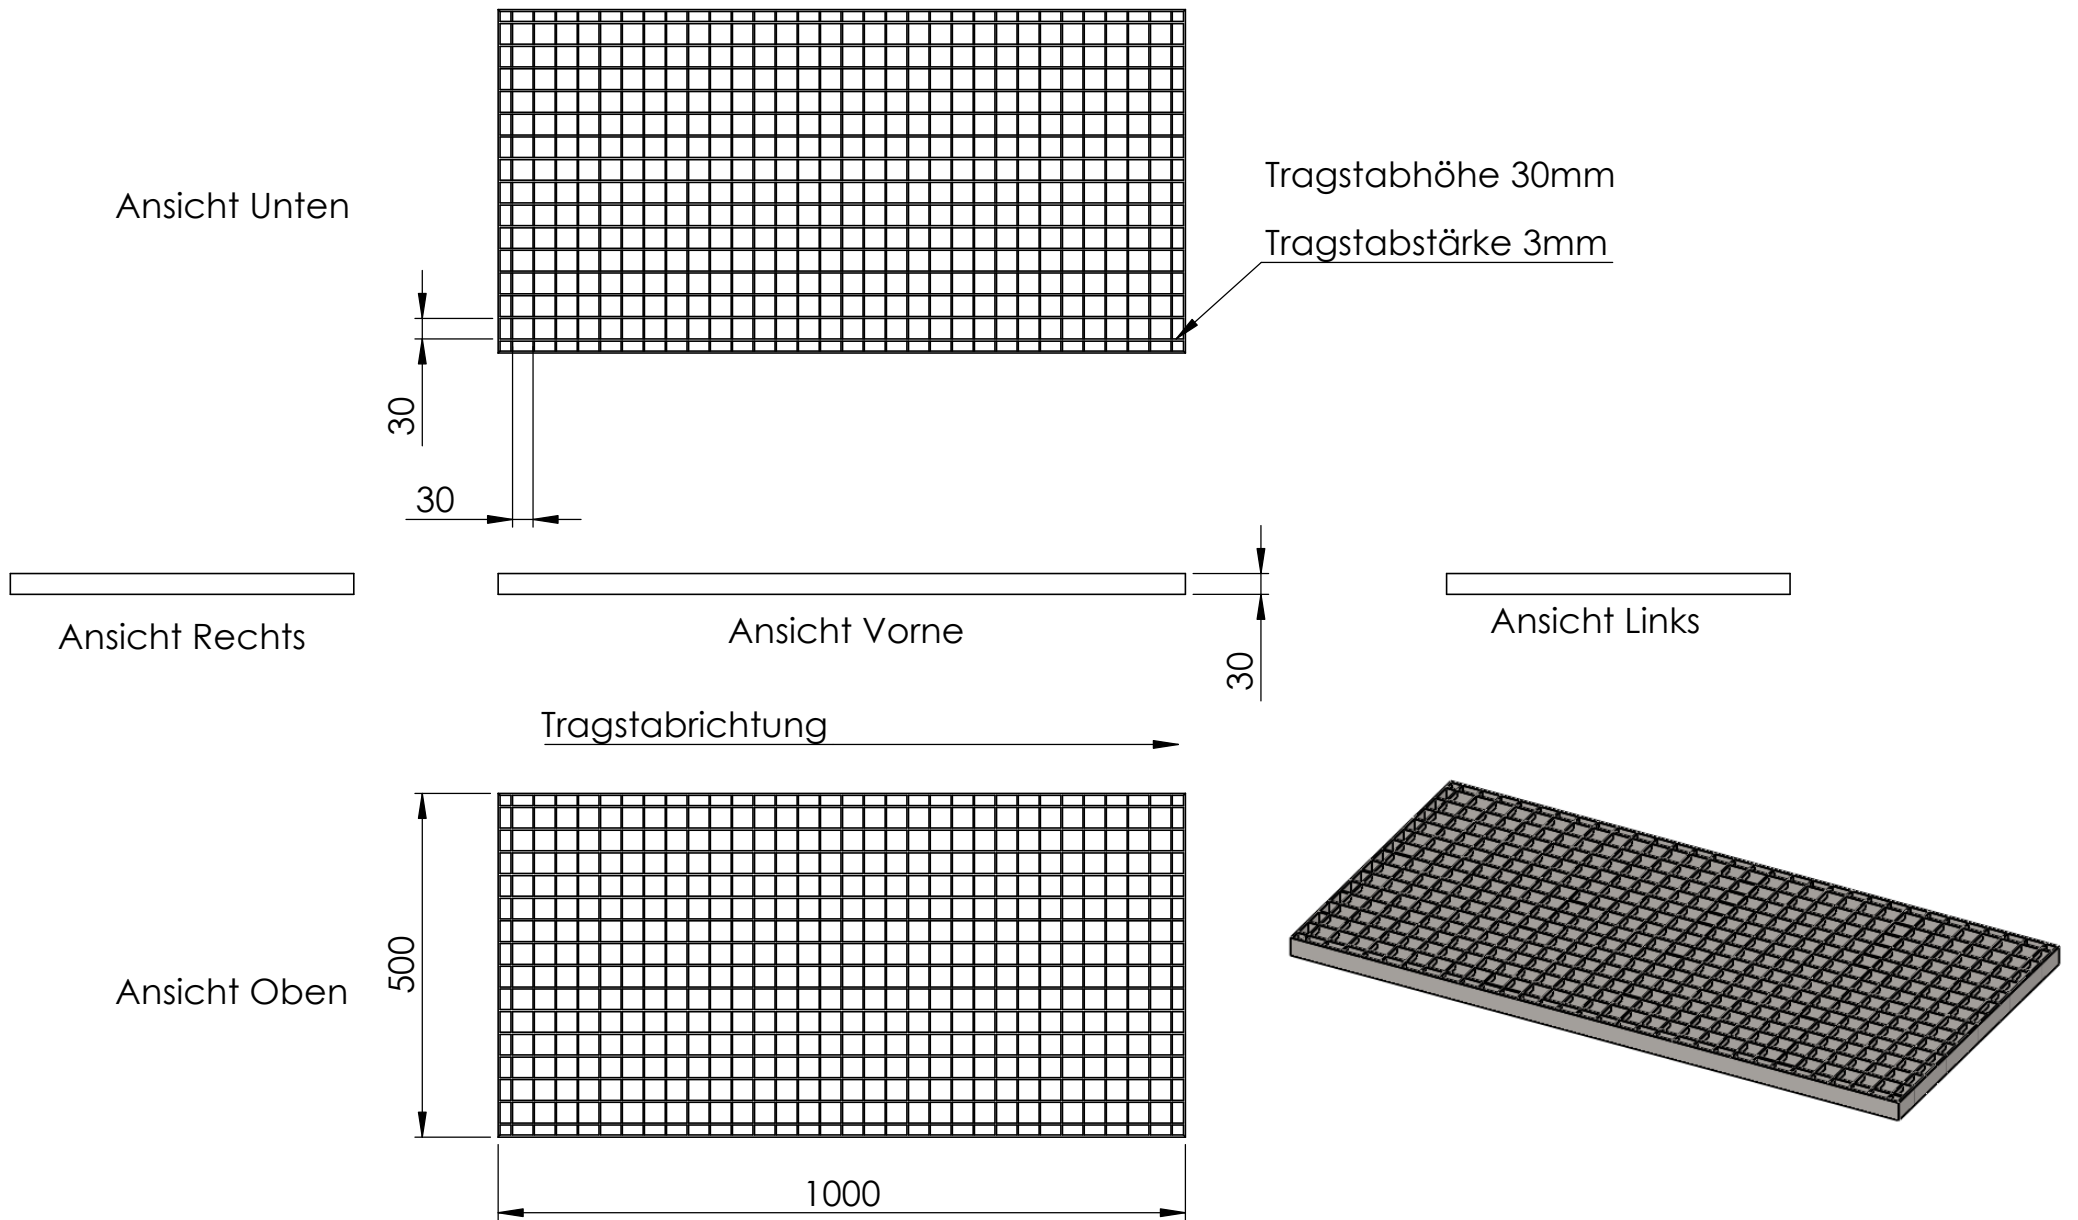 Ansicht Unten
Tragstabhöhe 30mm
Tragstabstärke 3mm
30
30
Ansicht Rechts
Ansicht Vorne
30
Ansicht Links
Tragstabrichtung
Ansicht Oben
500
1000